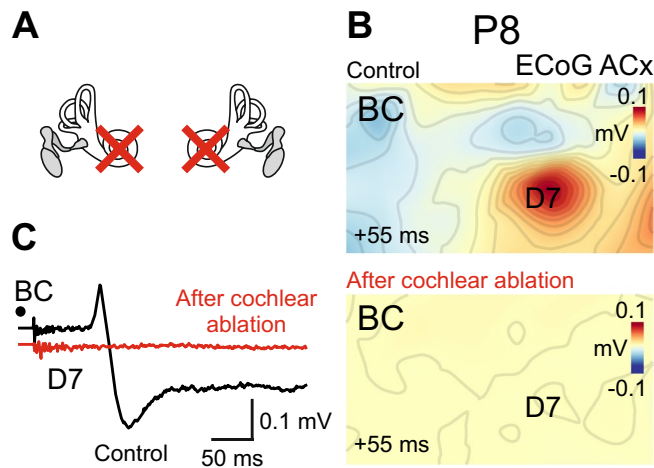 A
B
P8
Control
ECoG ACx
BC
0.1
mV
-0.1
D7
+55 ms
C
BC
After cochlear
ablation
D7
Control
0.1 mV
50 ms
After cochlear ablation
BC
0.1
mV
-0.1
D7
+55 ms